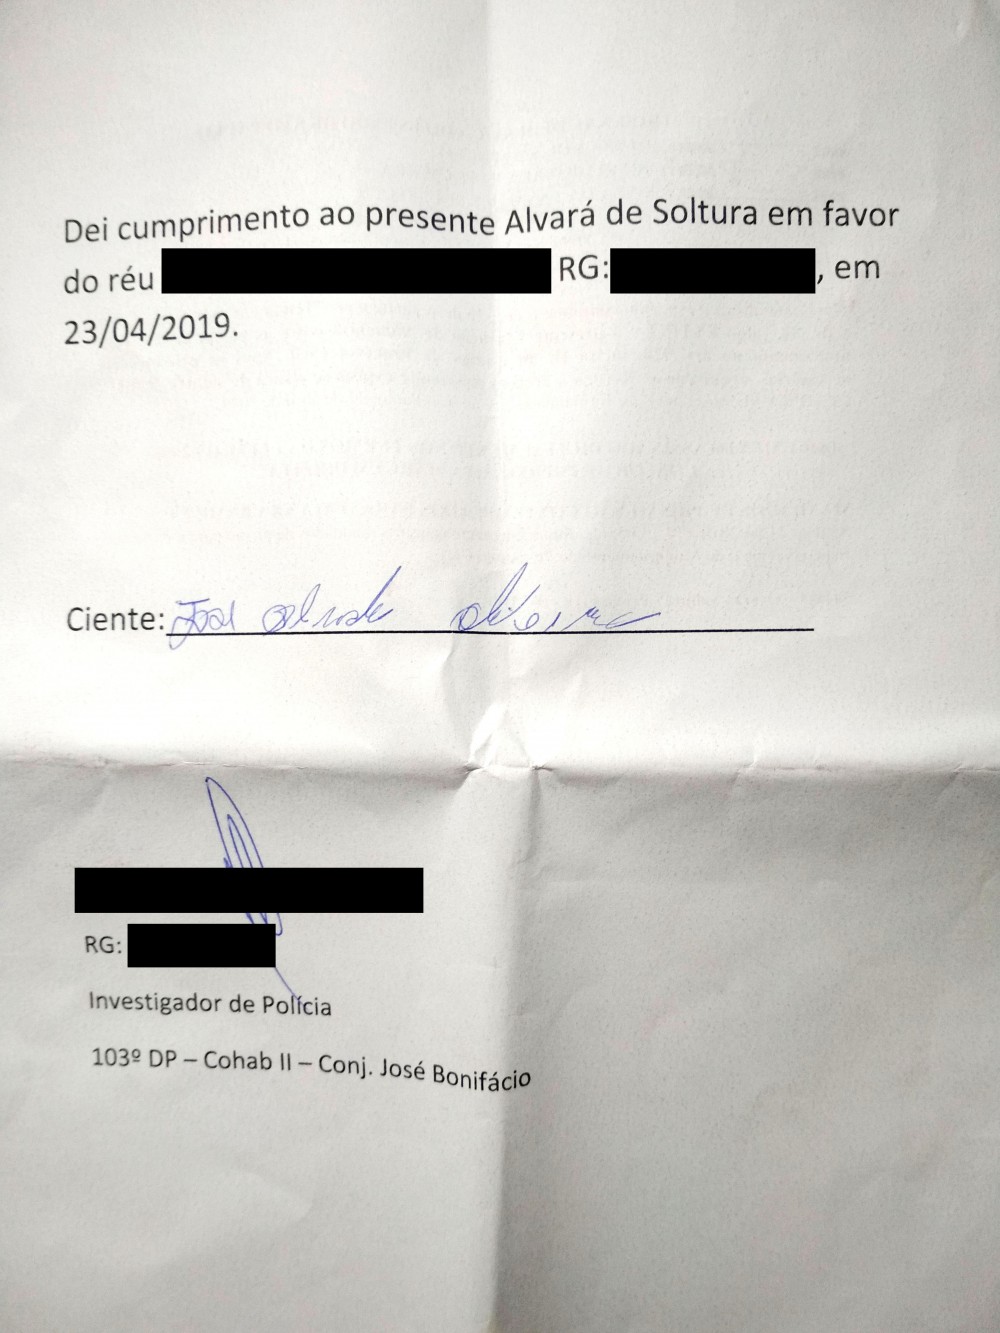 Dei cumprimento ao presente Alvará de Soltura em favor
do réu RG: , em
23/04/2019.
Ciente:
RG:
Investigador de Polícia
103º DP – Cohab II – Conj. José Bonifácio